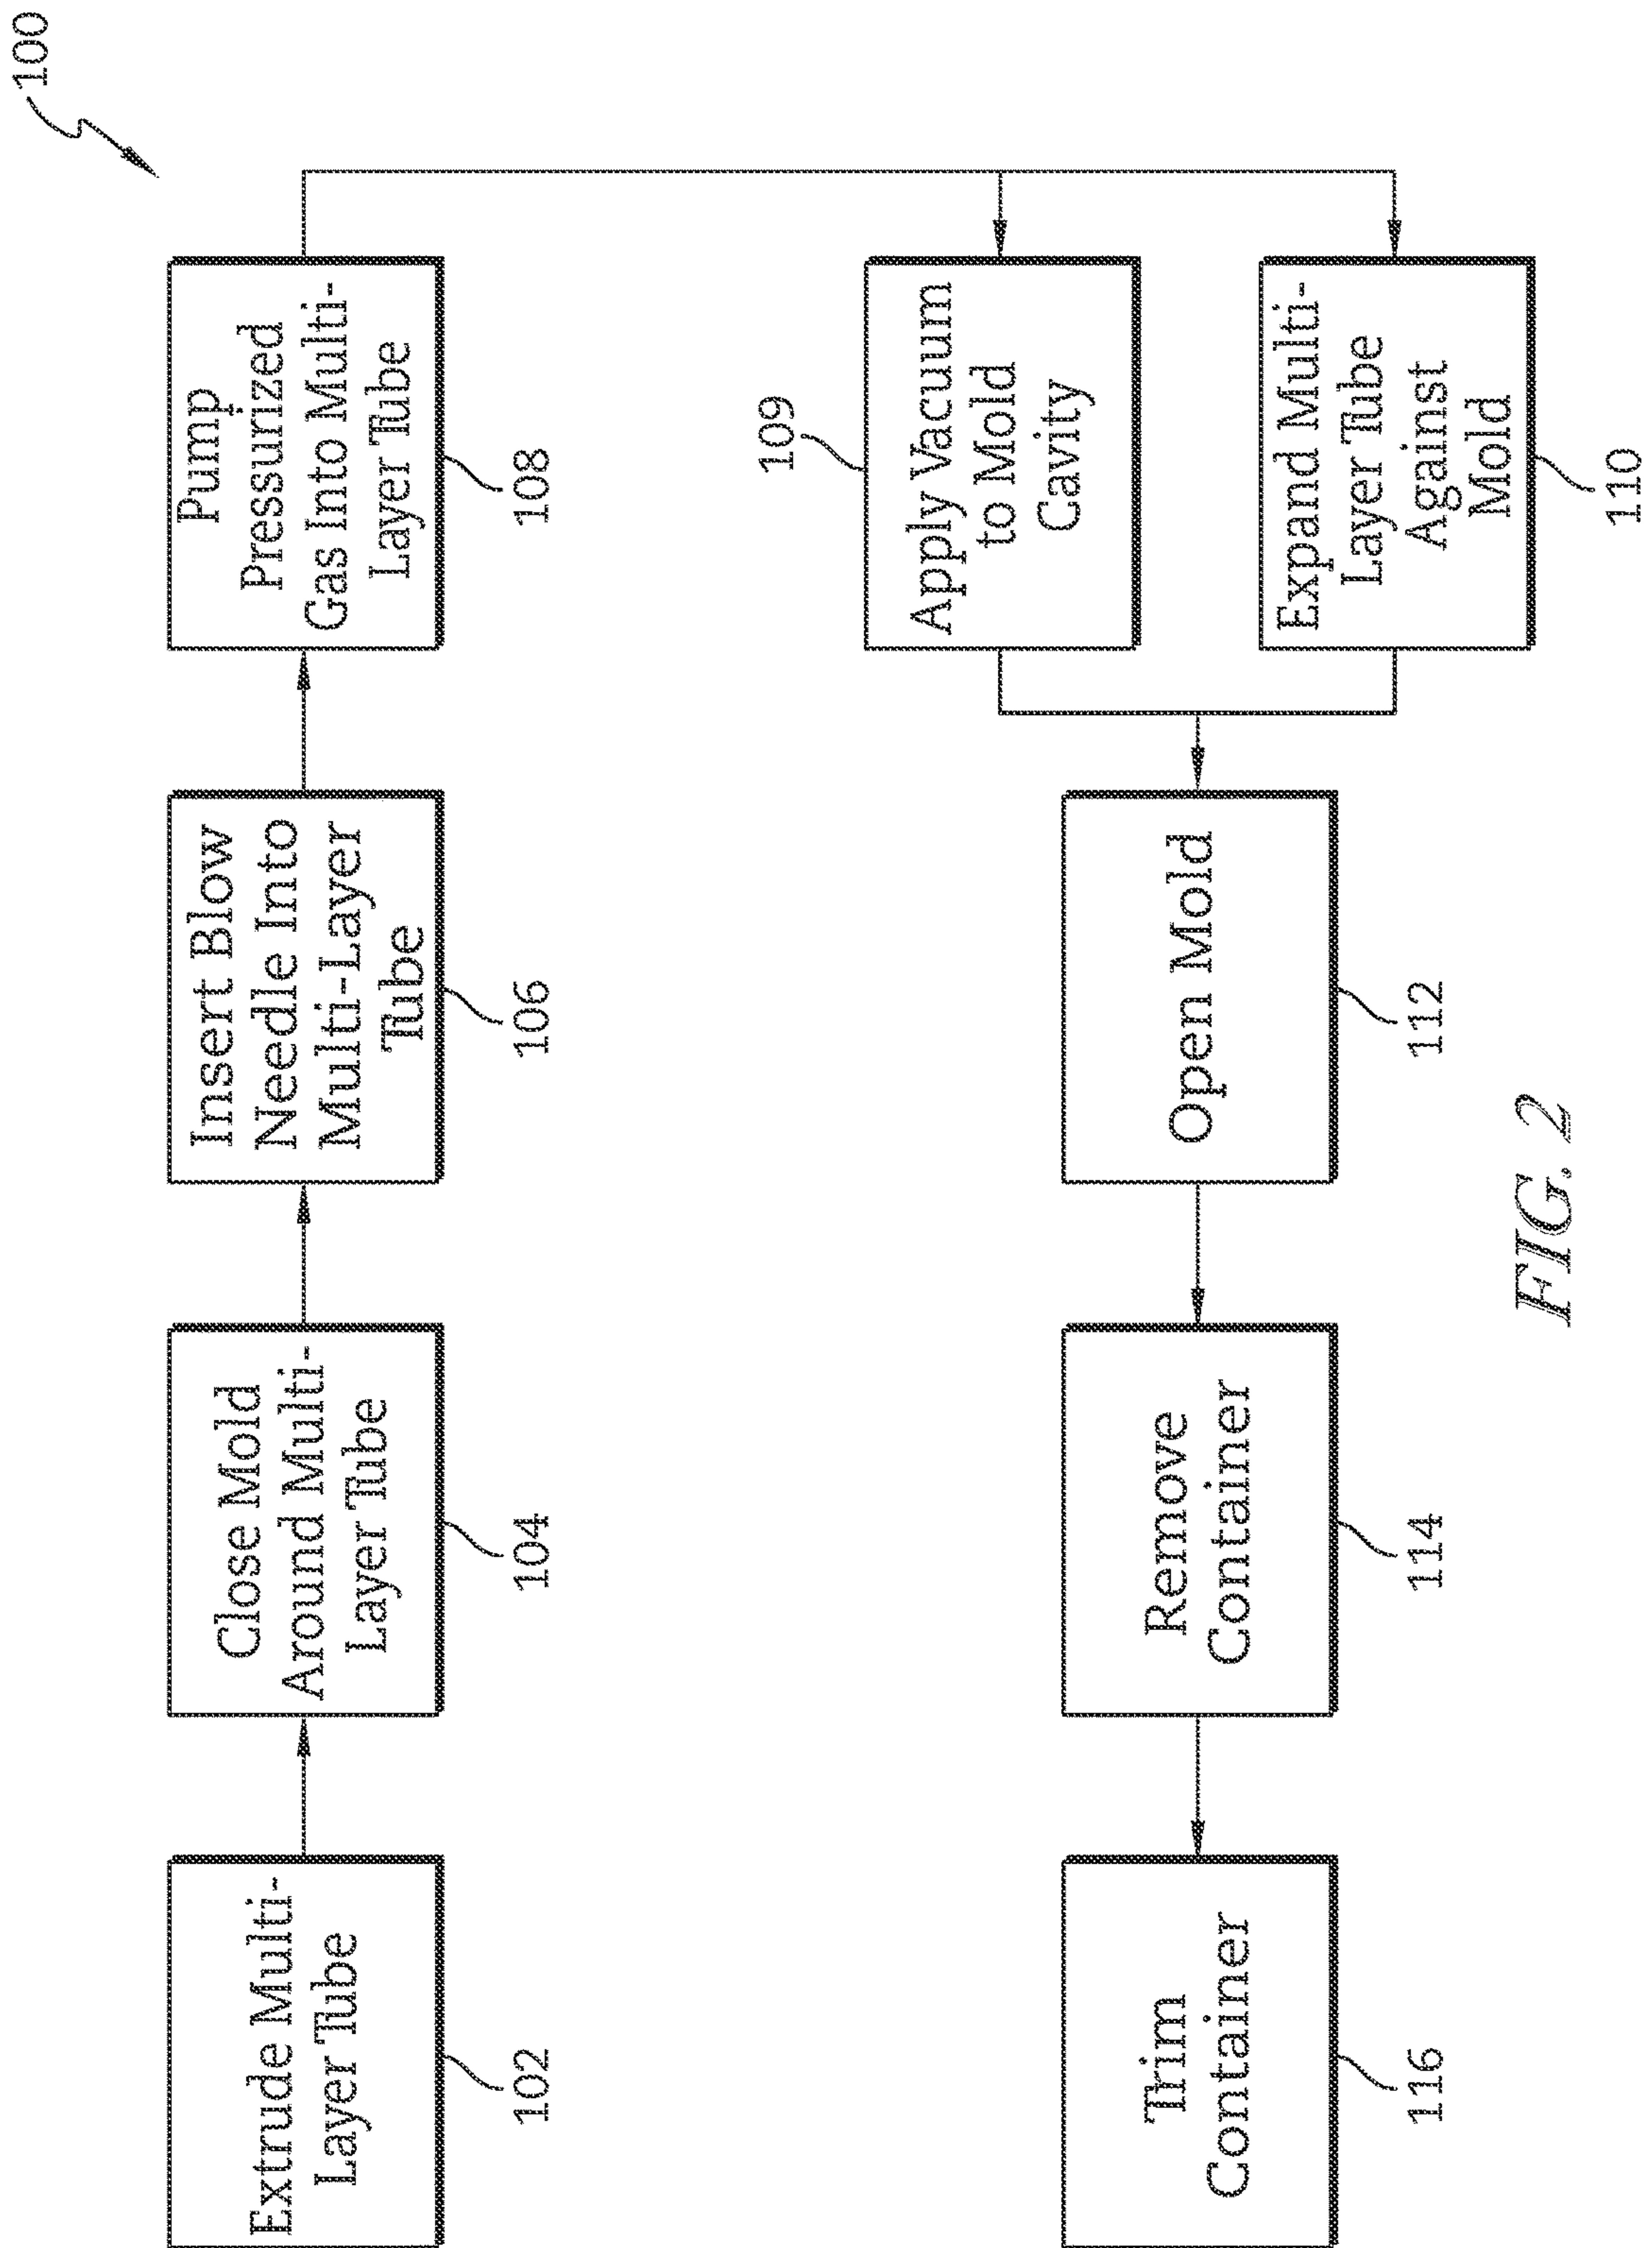 100
Extrude Multi-
Layer Tube
102
Close Mold
Around Multi-
Layer Tube
104
Insert Blow
Needle Into
Multi-Layer
Tube
106
Pump
Pressurized
Gas Into Multi-
Layer Tube
108
109
Apply Vacuum
to Mold
Cavity
Expand Multi-
Layer Tube
Against
Mold
110
Open Mold
112
Remove
Container
114
Trim
Container
116
FIG. 2